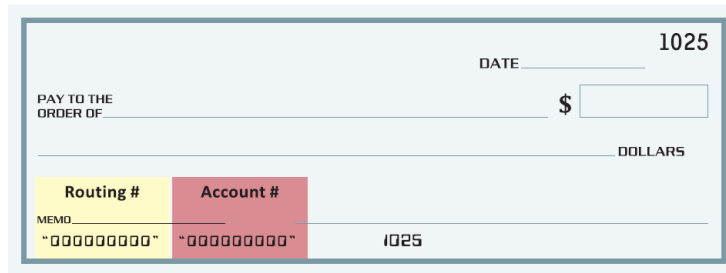 1025
DATE
PAY TO THE
ORDER OF
$
DOLLARS
Routing # Account #
MEMO
"000000000" "000000000" 1025